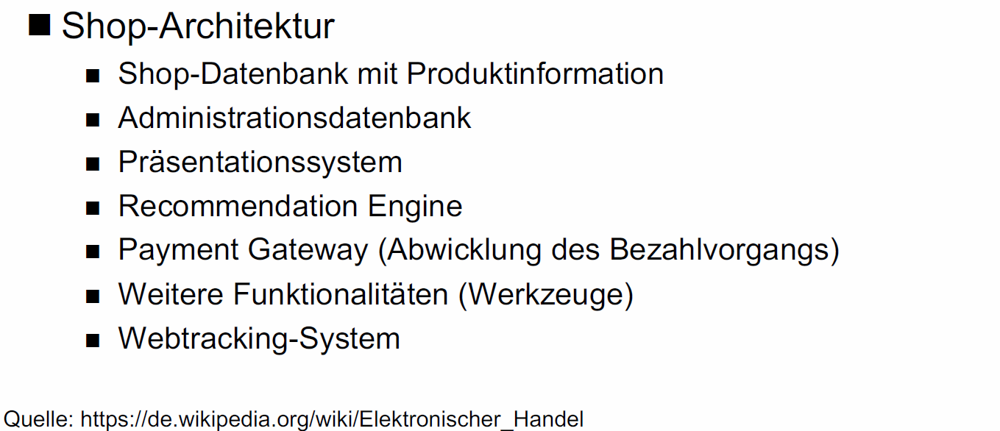 ■ Shop-Architektur
■ Shop-Datenbank mit Produktinformation
■ Administrationsdatenbank
■ Präsentationssystem
■ Recommendation Engine
■ Payment Gateway (Abwicklung des Bezahlvorgangs)
■ Weitere Funktionalitäten (Werkzeuge)
■ Webtracking-System
Quelle: https://de.wikipedia.org/wiki/Elektronischer_Handel